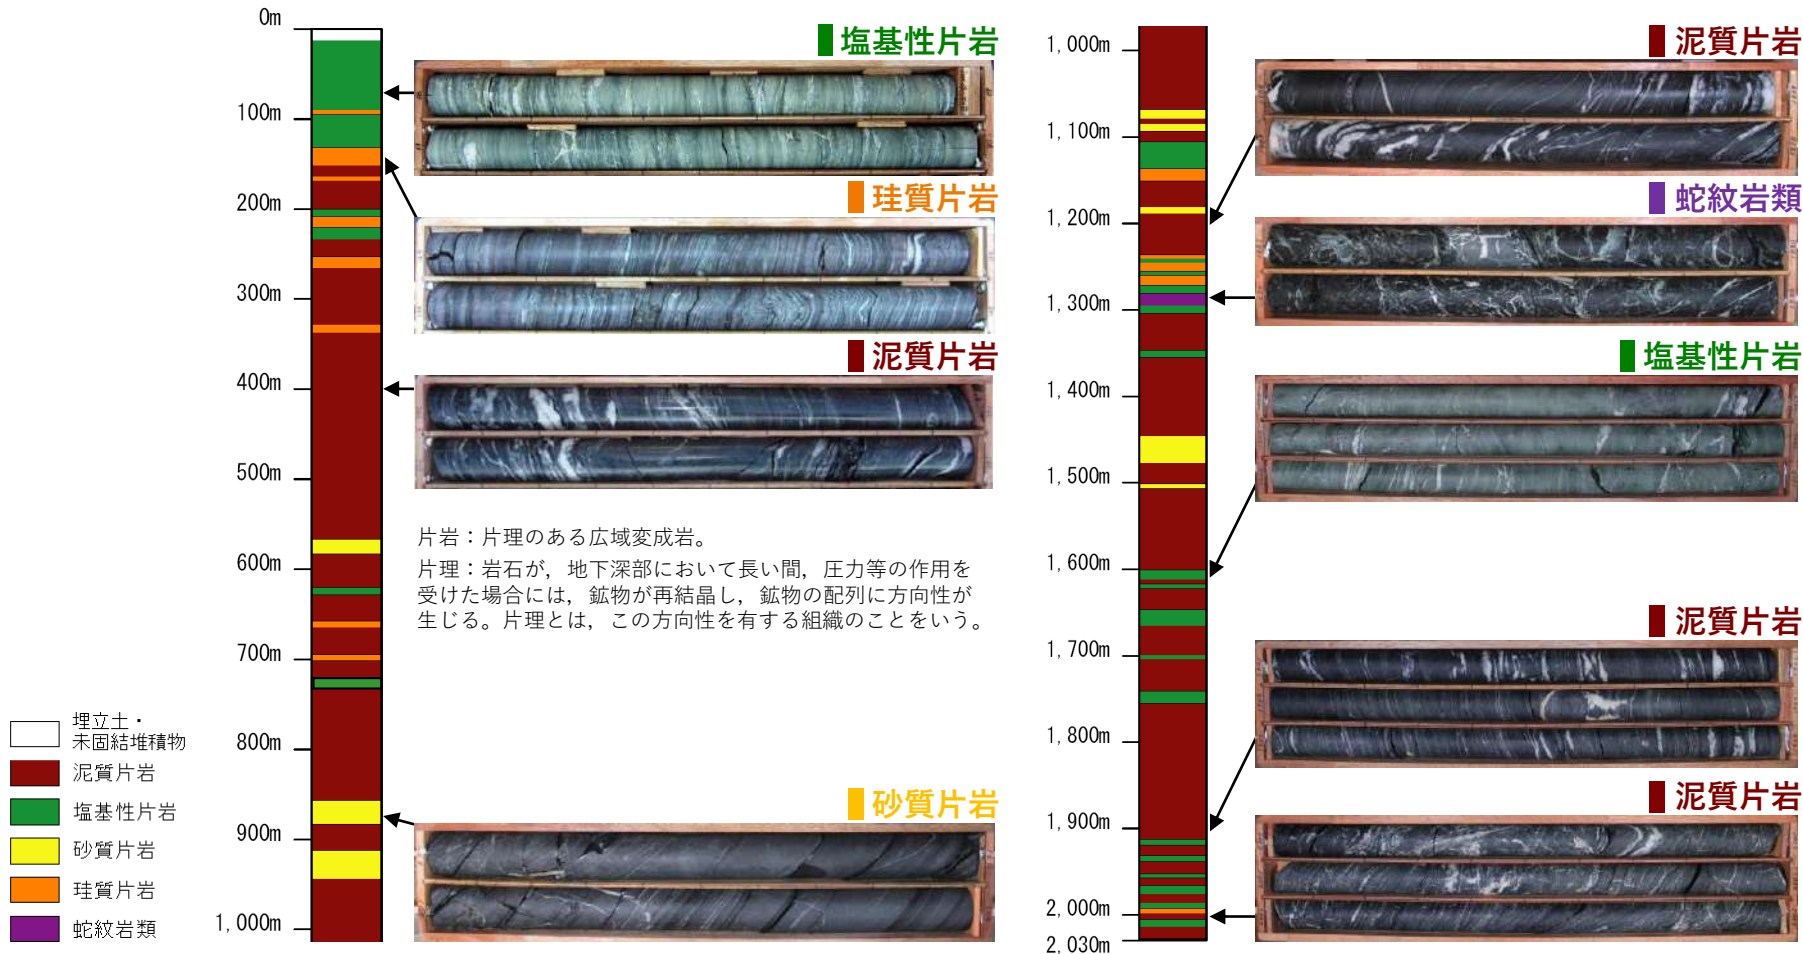 0m
100m
200m
300m
400m
500m
600m
700m
800m
900m
1,000m
塩基性片岩
珪質片岩
泥質片岩
片岩：片理のある広域変成岩。
片理：岩石が，地下深部において長い間，圧力等の作用を
受けた場合には，鉱物が再結晶し，鉱物の配列に方向性が
生じる。片理とは，この方向性を有する組織のことをいう。
砂質片岩
埋立土・
未固結堆積物
泥質片岩
塩基性片岩
砂質片岩
珪質片岩
蛇紋岩類
1,000m
1,100m
1,200m
1,300m
1,400m
1,500m
1,600m
1,700m
1,800m
1,900m
2,000m
2,030m
泥質片岩
蛇紋岩類
塩基性片岩
泥質片岩
泥質片岩